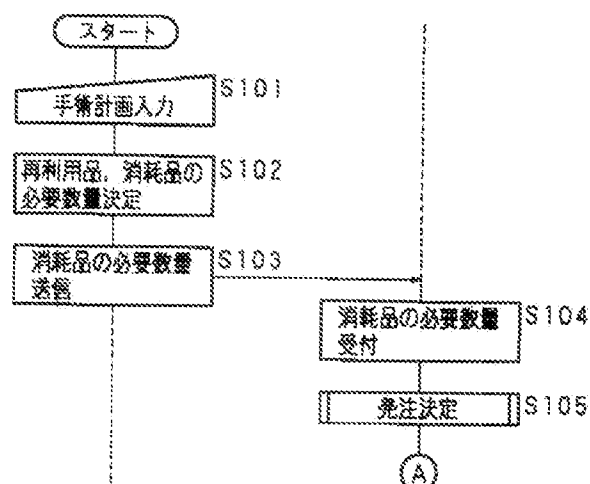 スタート
手術計画入力
S101
再利用品、消耗品の
必要数量決定
S102
消耗品の必要数量
送信
S103
消耗品の必要数量
受付
S104
発注決定
S105
A